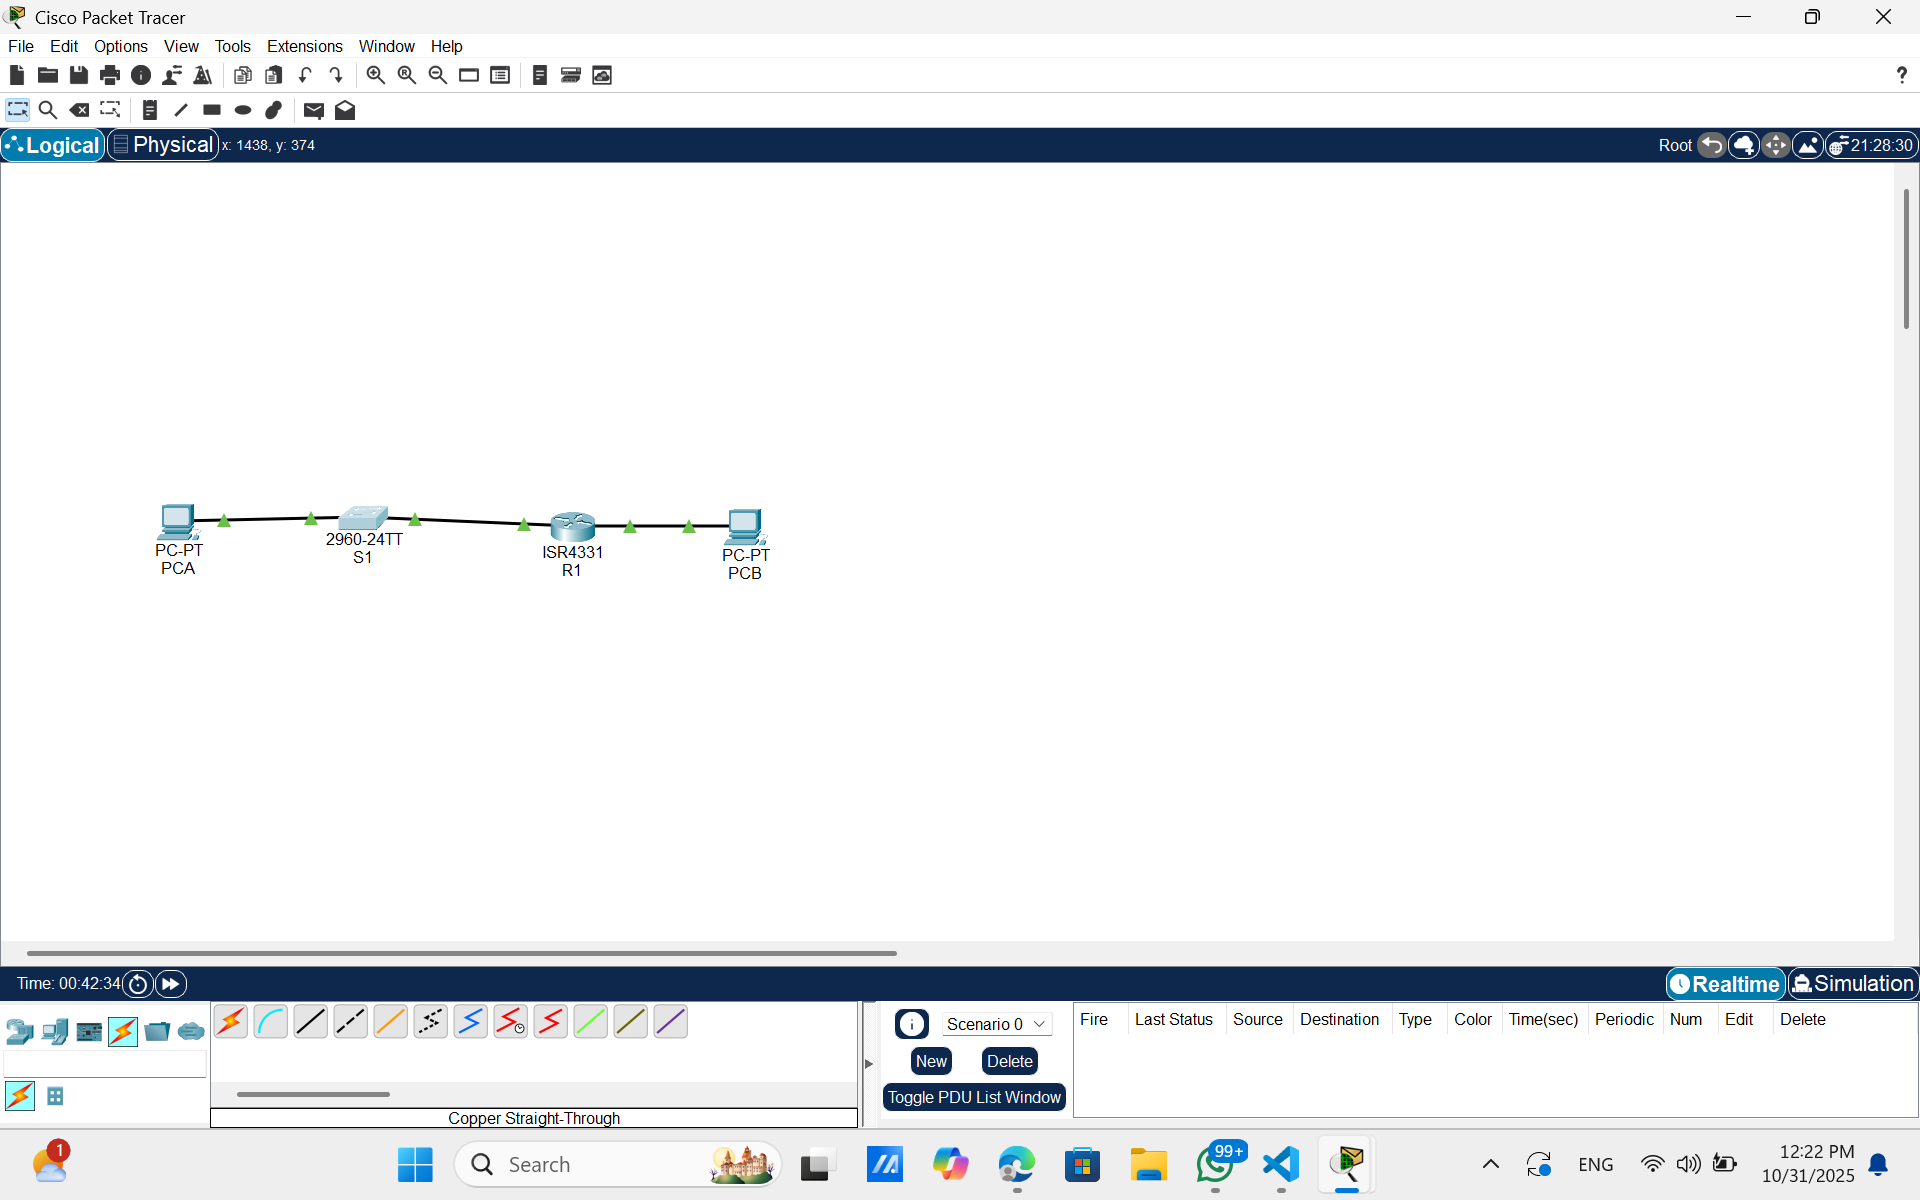 Cisco Packet Tracer
File Edit Options View Tools Extensions Window Help
?
Logical Physical x: 1438, y: 374 Root 21:28:30
PC-PT
PCA
2960-24TT
S1
ISR4331
R1
PC-PT
PCB
Time: 00:42:34 Realtime Simulation
Scenario 0
New Delete
Toggle PDU List Window
Fire Last Status Source Destination Type Color Time(sec) Periodic Num Edit Delete
Copper Straight-Through
1
Search
99+
ENG
12:22 PM
10/31/2025